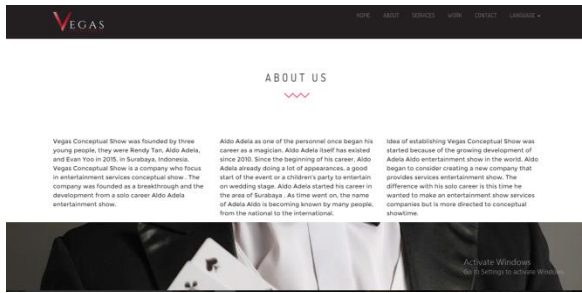 VEGAS
HOME ABOUT SERVICES WORK CONTACT LANGUAGE
ABOUT US
Vegas Conceptual Show was founded by three
young people, they were Rendy Tan, Aldo Adela,
and Evan Yoo in 2015, in Surabaya, Indonesia.
Vegas Conceptual Show is a company who focus
in entertainment services conceptual show . The
company was founded as a breakthrough and the
development from a solo career Aldo Adela
entertainment show.
Aldo Adela as one of the personnel once began his
career as a magician. Aldo Adela itself has existed
since 2010. Since the beginning of his career, Aldo
Adela already doing a lot of appearances, a good
start of the event or a children's party to entertain
on wedding stage. Aldo Adela started his career in
the area of Surabaya . As time went on, the name
of Adela Aldo is becoming known by many people,
from the national to the international.
Idea of establishing Vegas Conceptual Show was
started because of the growing development of
Adela Aldo entertainment show in the world. Aldo
began to consider creating a new company that
provides services entertainment show. The
difference with his solo career is this time he
wanted to make an entertainment show services
companies but is more directed to conceptual
showtime.
Activate Windows
Go to Settings to activate Windows.